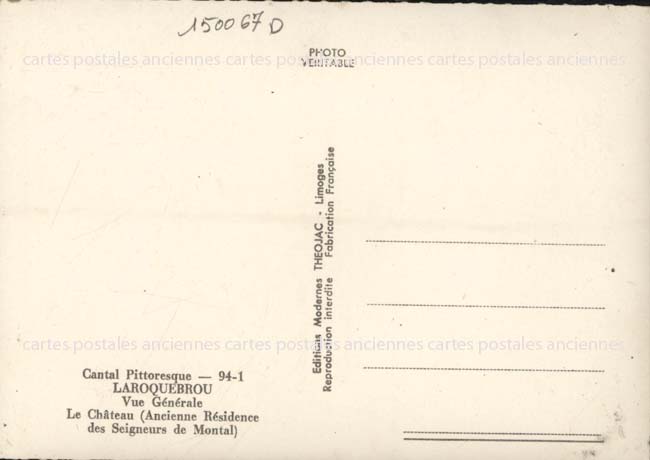 150067 D
PHOTO
VERITABLE
cartes postales anciennes cartes postales anciennes cartes postales anciennes
Editions Modernes THEOJAC - Limoges
Reproduction interdite Fabrication Française
cartes postales anciennes cartes postales anciennes cartes postales anciennes
Cantal Pittoresque — 94-1
LAROQUEBROU
Vue Générale
Le Château (Ancienne Résidence
des Seigneurs de Montal)